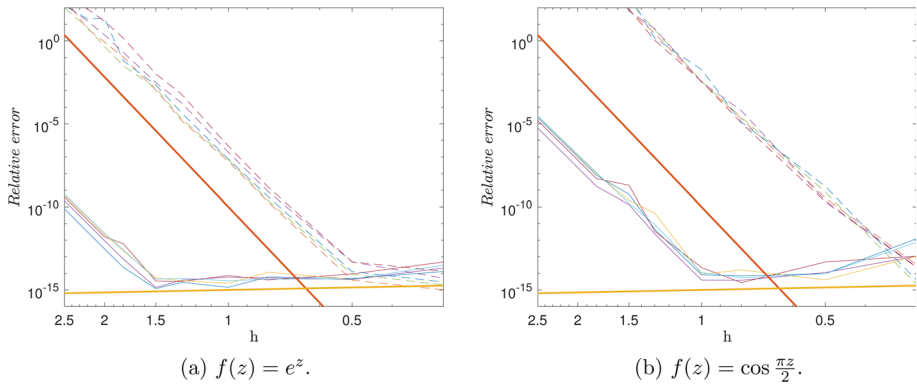 10^0
10^-5
10^-10
10^-15
Relative error
2.5 2 1.5 1 0.5
h
(a) f(z) = e^z.
10^0
10^-5
10^-10
10^-15
Relative error
2.5 2 1.5 1 0.5
h
(b) f(z) = cos πz/2.